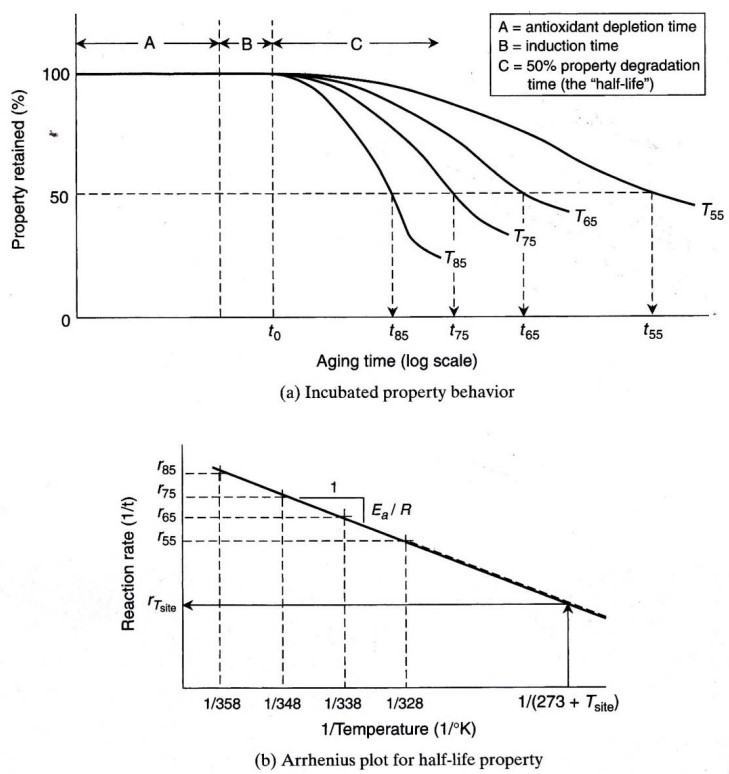 A = antioxidant depletion time
B = induction time
C = 50% property degradation
time (the "half-life")
A
B
C
Property retained (%)
100
50
0
T85
T75
T65
T55
t0
t85
t75
t65
t55
Aging time (log scale)
(a) Incubated property behavior
Reaction rate (1/t)
r85
r75
r65
r55
rTsite
1
Ea / R
1/358
1/348
1/338
1/328
1/(273 + Tsite)
1/Temperature (1/°K)
(b) Arrhenius plot for half-life property